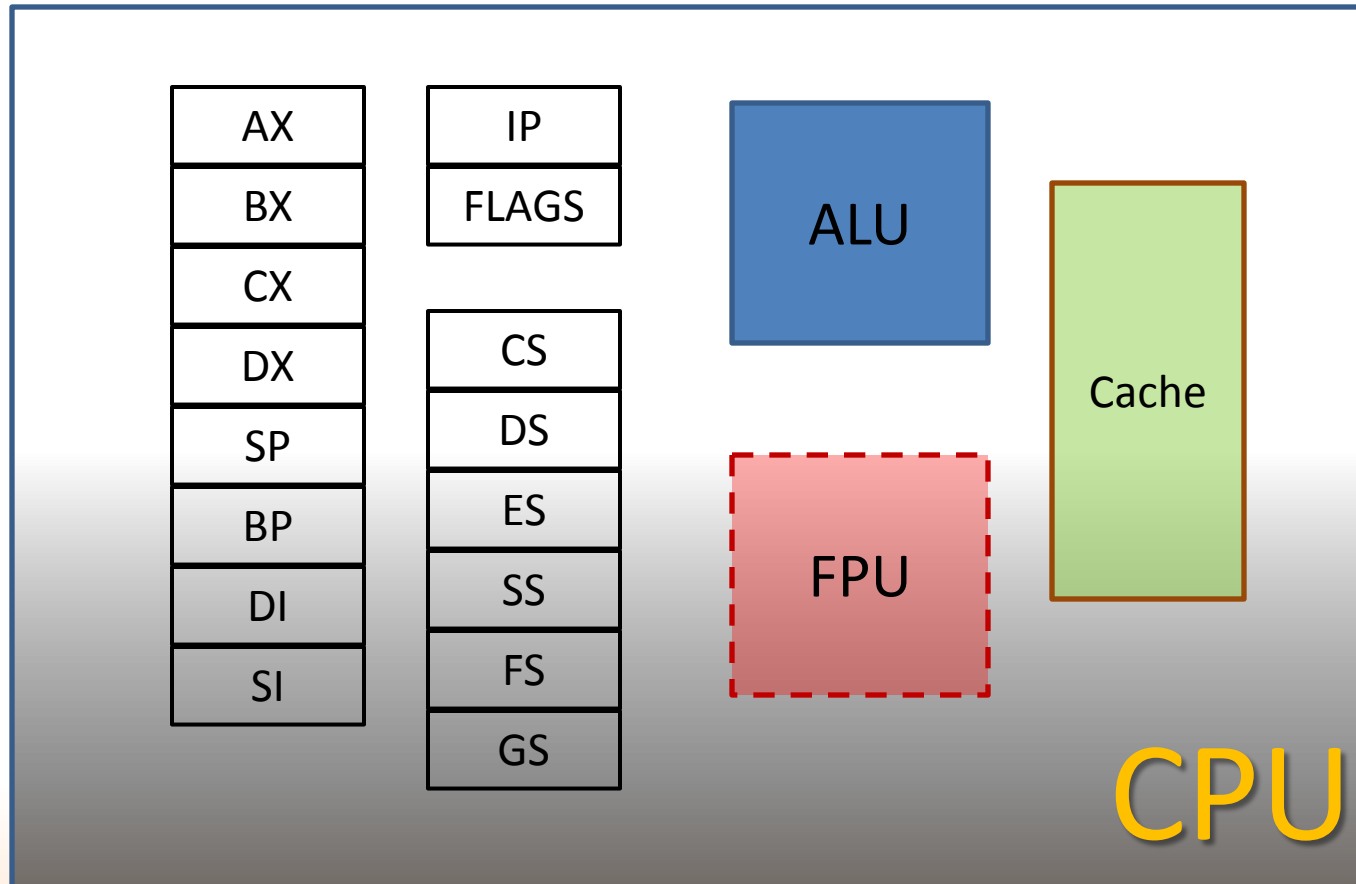 AX
BX
CX
DX
SP
BP
DI
SI
IP
FLAGS
CS
DS
ES
SS
FS
GS
ALU
FPU
Cache
CPU